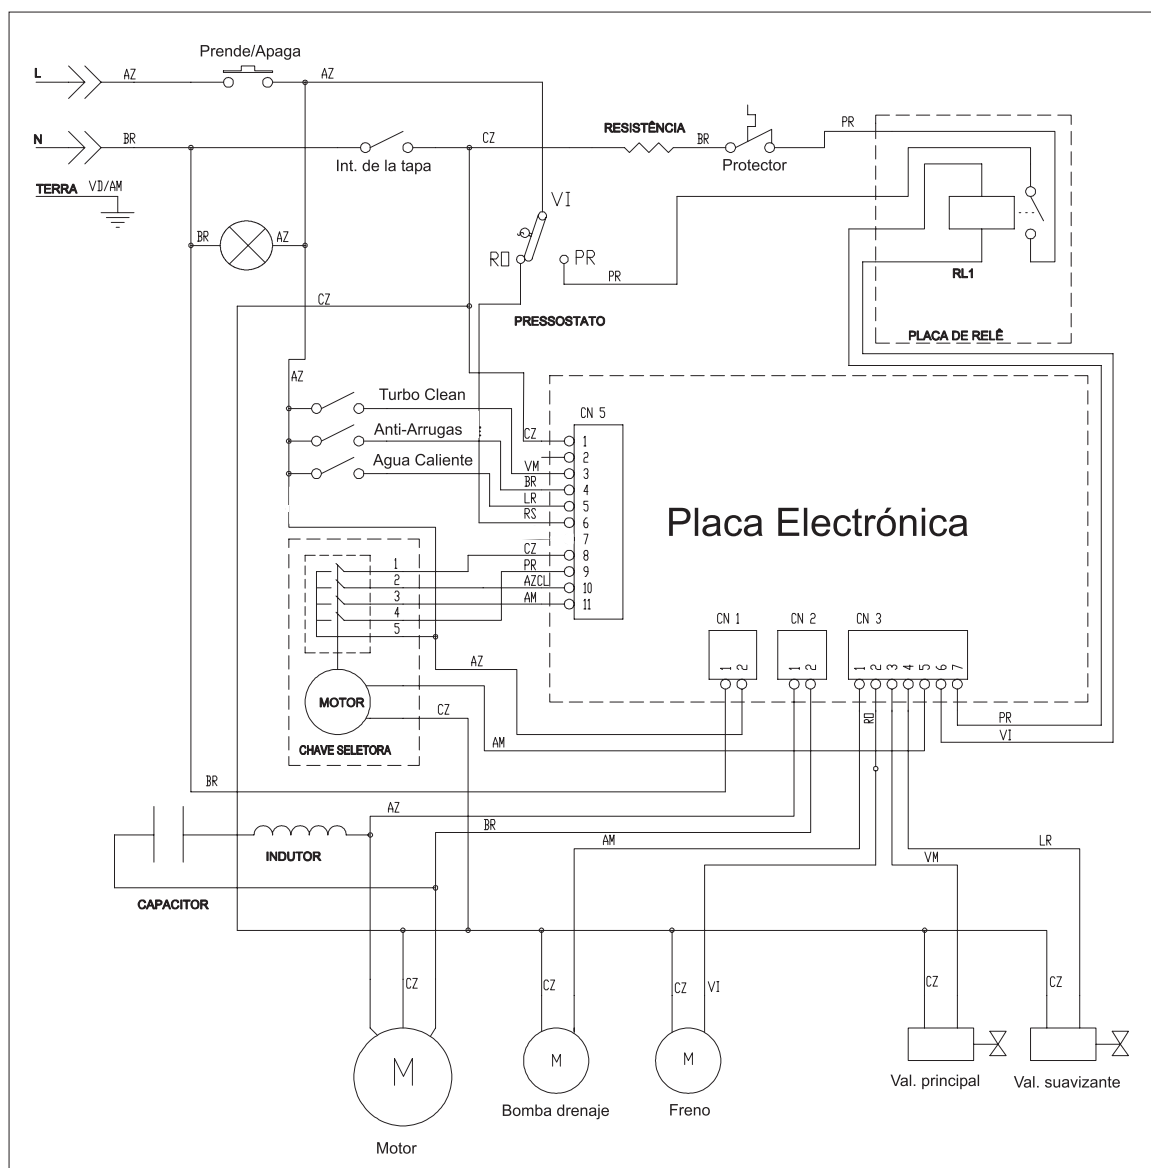 Prende/Apaga
L
AZ
AZ
N
BR
Int. de la tapa
CZ
RESISTÊNCIA
BR
Protector
PR
TERRA VD/AM
BR
AZ
VI
RO
PR
PRESSOSTATO
PR
RL1
PLACA DE RELÊ
CZ
AZ
Turbo Clean
Anti-Arrugas
Agua Caliente
CN 5
CZ 1
2
VM 3
BR 4
LR 5
RS 6
7
CZ 8
PR 9
AZCL 10
AM 11
Placa Electrónica
1
2
3
4
5
MOTOR
CHAVE SELETORA
AZ
CZ
AM
CN 1
1 2
CN 2
1 2
CN 3
1 2 3 4 5 6 7
RO
PR
VI
BR
AZ
BR
AM
VM
LR
INDUTOR
CAPACITOR
CZ
CZ
CZ
VI
CZ
CZ
M
Motor
M
Bomba drenaje
M
Freno
Val. principal
Val. suavizante